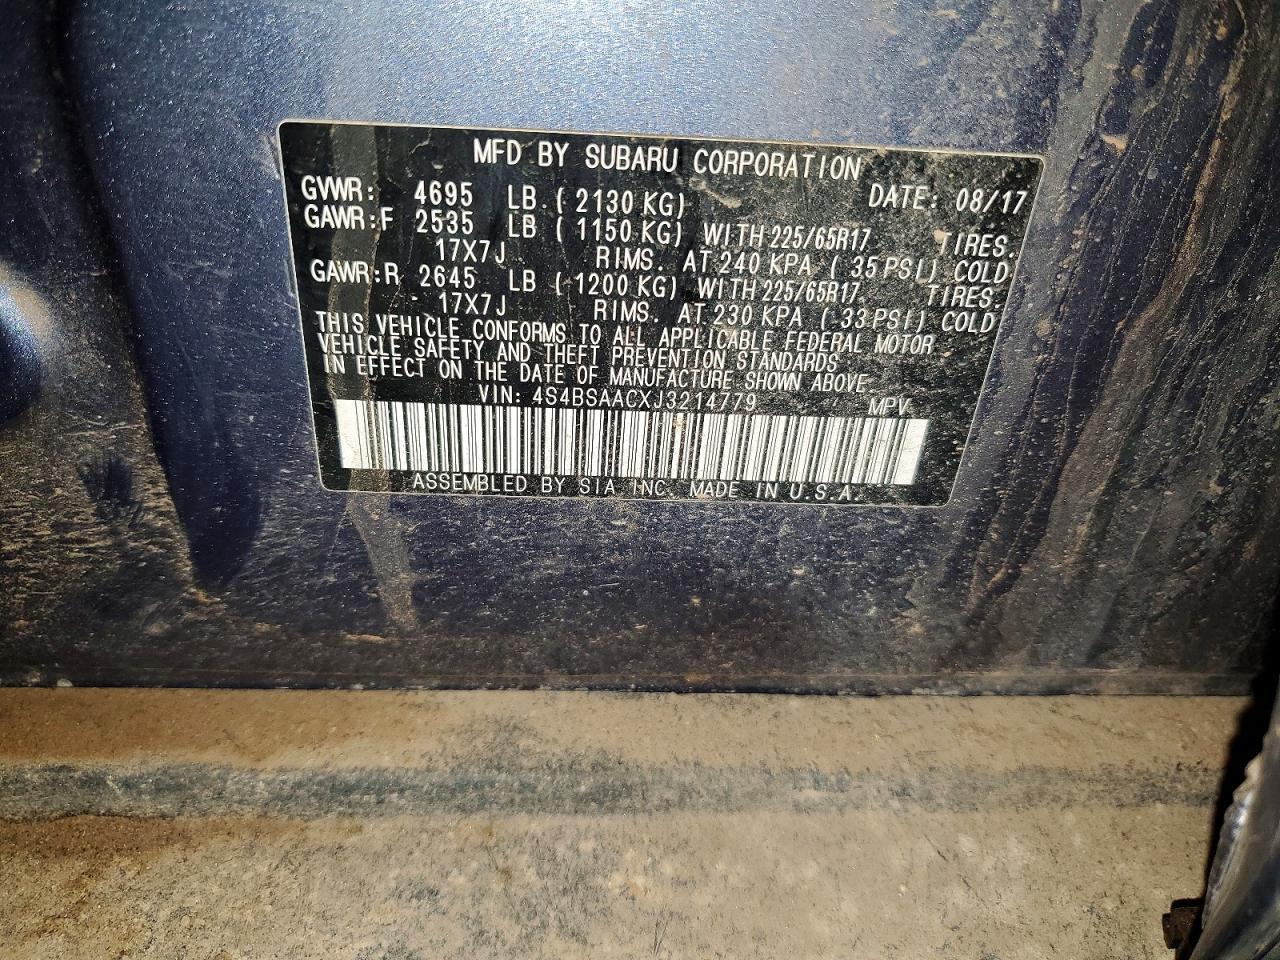 MFD BY SUBARU CORPORATION
GVWR: 4695 LB. ( 2130 KG) DATE: 08/17
GAWR:F 2535 LB ( 1150 KG) WITH 225/65R17 TIRES.
17X7J RIMS. AT 240 KPA ( 35 PSI) COLD
GAWR:R 2645 LB ( 1200 KG) WITH 225/65R17 TIRES.
17X7J RIMS. AT 230 KPA ( 33 PSI) COLD
THIS VEHICLE CONFORMS TO ALL APPLICABLE FEDERAL MOTOR
VEHICLE SAFETY AND THEFT PREVENTION STANDARDS
IN EFFECT ON THE DATE OF MANUFACTURE SHOWN ABOVE
VIN: 4S4BSAACXJ3214779 MPV
ASSEMBLED BY SIA INC. MADE IN U.S.A.